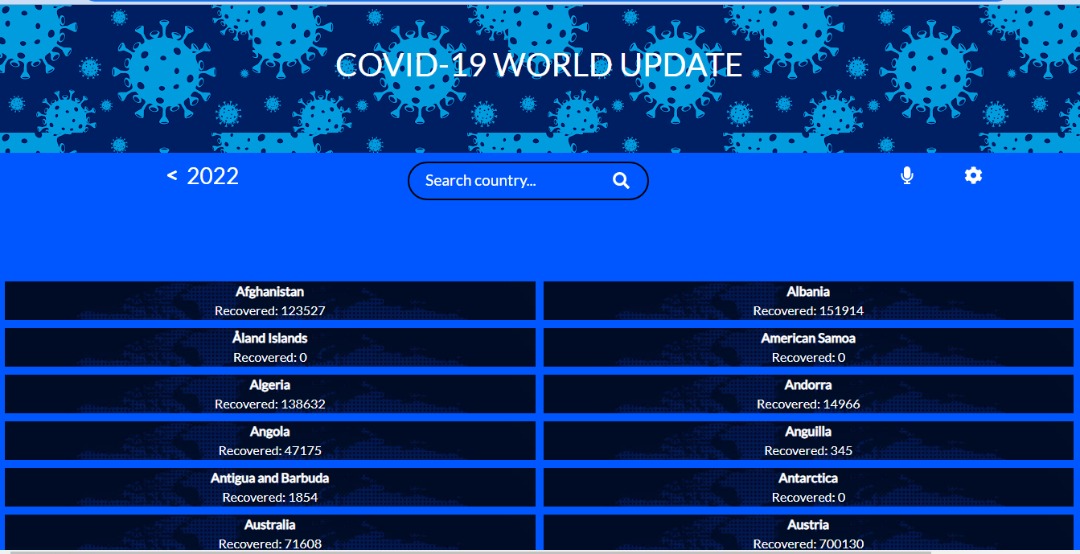 COVID-19 WORLD UPDATE
< 2022
Search country...
Afghanistan
Recovered: 123527
Albania
Recovered: 151914
Åland Islands
Recovered: 0
American Samoa
Recovered: 0
Algeria
Recovered: 138632
Andorra
Recovered: 14966
Angola
Recovered: 47175
Anguilla
Recovered: 345
Antigua and Barbuda
Recovered: 1854
Antarctica
Recovered: 0
Australia
Recovered: 71608
Austria
Recovered: 700130